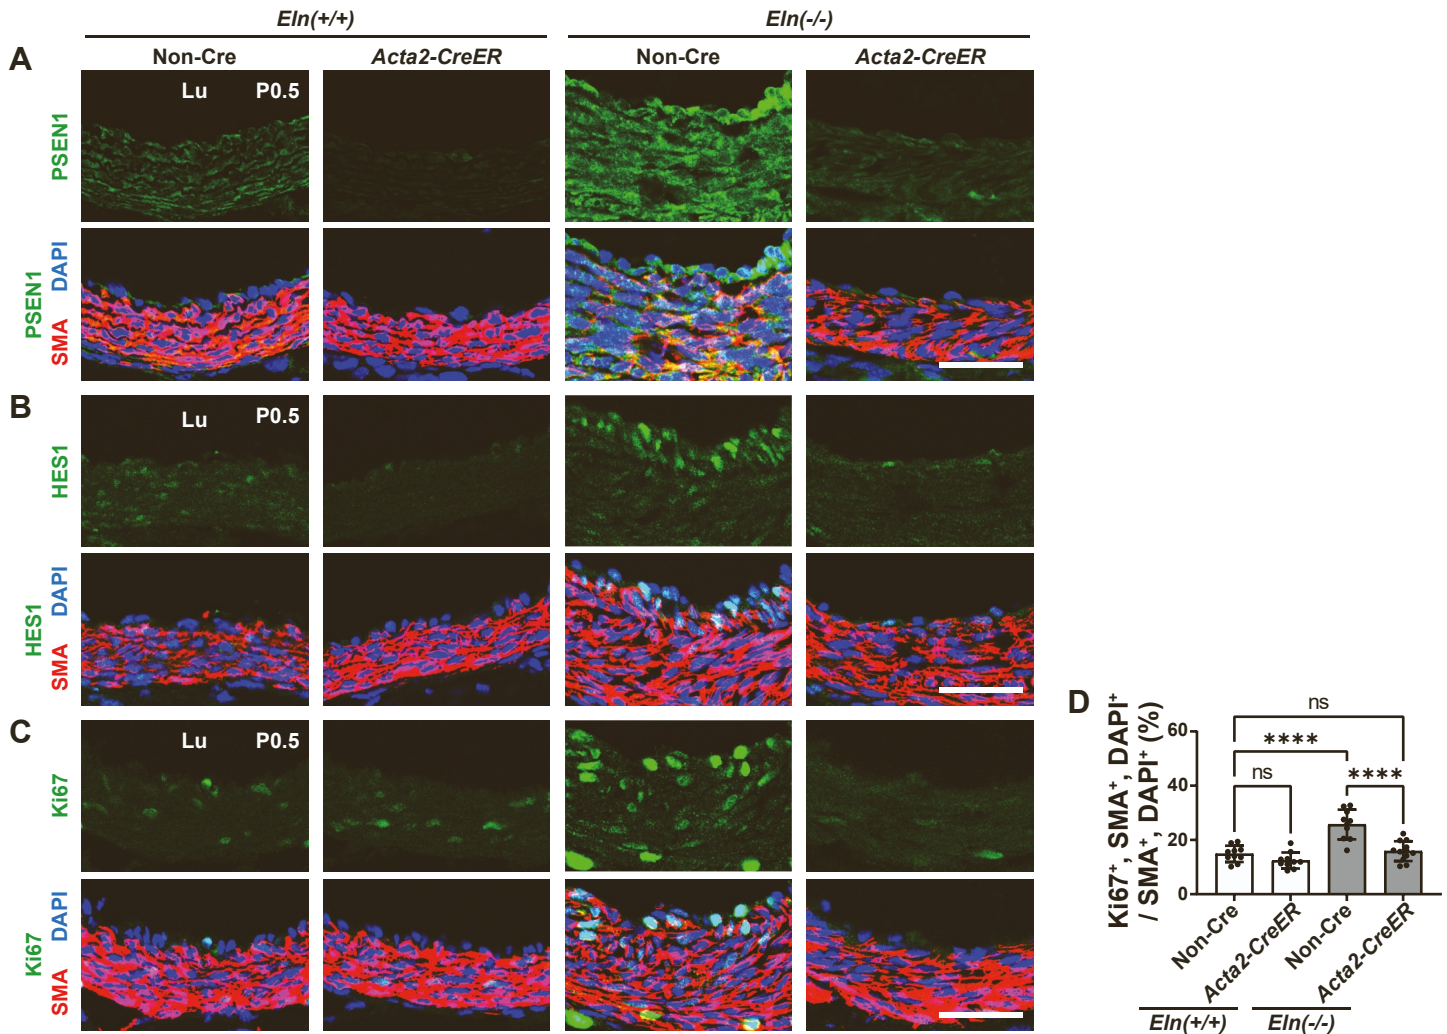 Eln(+/+) Eln(-/-)
A Non-Cre Acta2-CreER Non-Cre Acta2-CreER
Lu P0.5
PSEN1
PSEN1 DAPI
SMA
B
Lu P0.5
HES1
HES1 DAPI
SMA
C
Lu P0.5
Ki67
Ki67 DAPI
SMA
D
Ki67⁺, SMA⁺, DAPI⁺
/ SMA⁺, DAPI⁺ (%)
60
40
20
0
ns
****
ns ****
Non-Cre
Acta2-CreER
Non-Cre
Acta2-CreER
Eln(+/+) Eln(-/-)